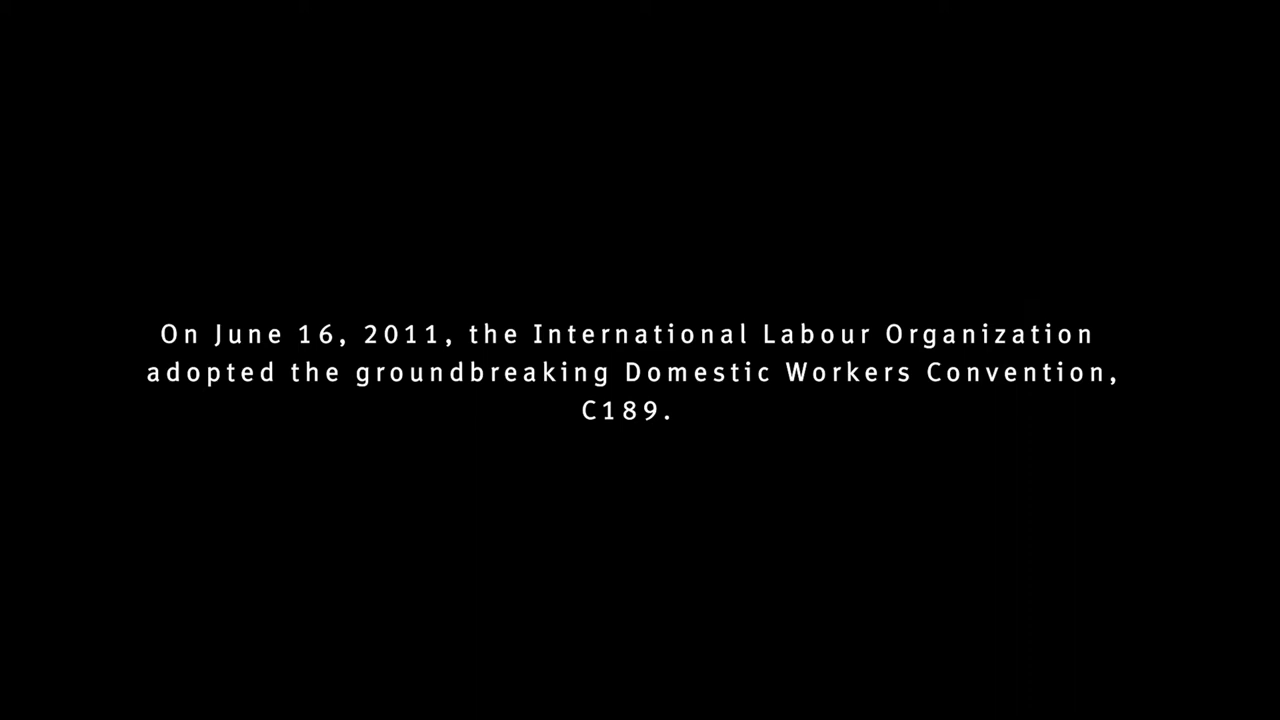 On June 16, 2011, the International Labour Organization
adopted the groundbreaking Domestic Workers Convention,
C189.